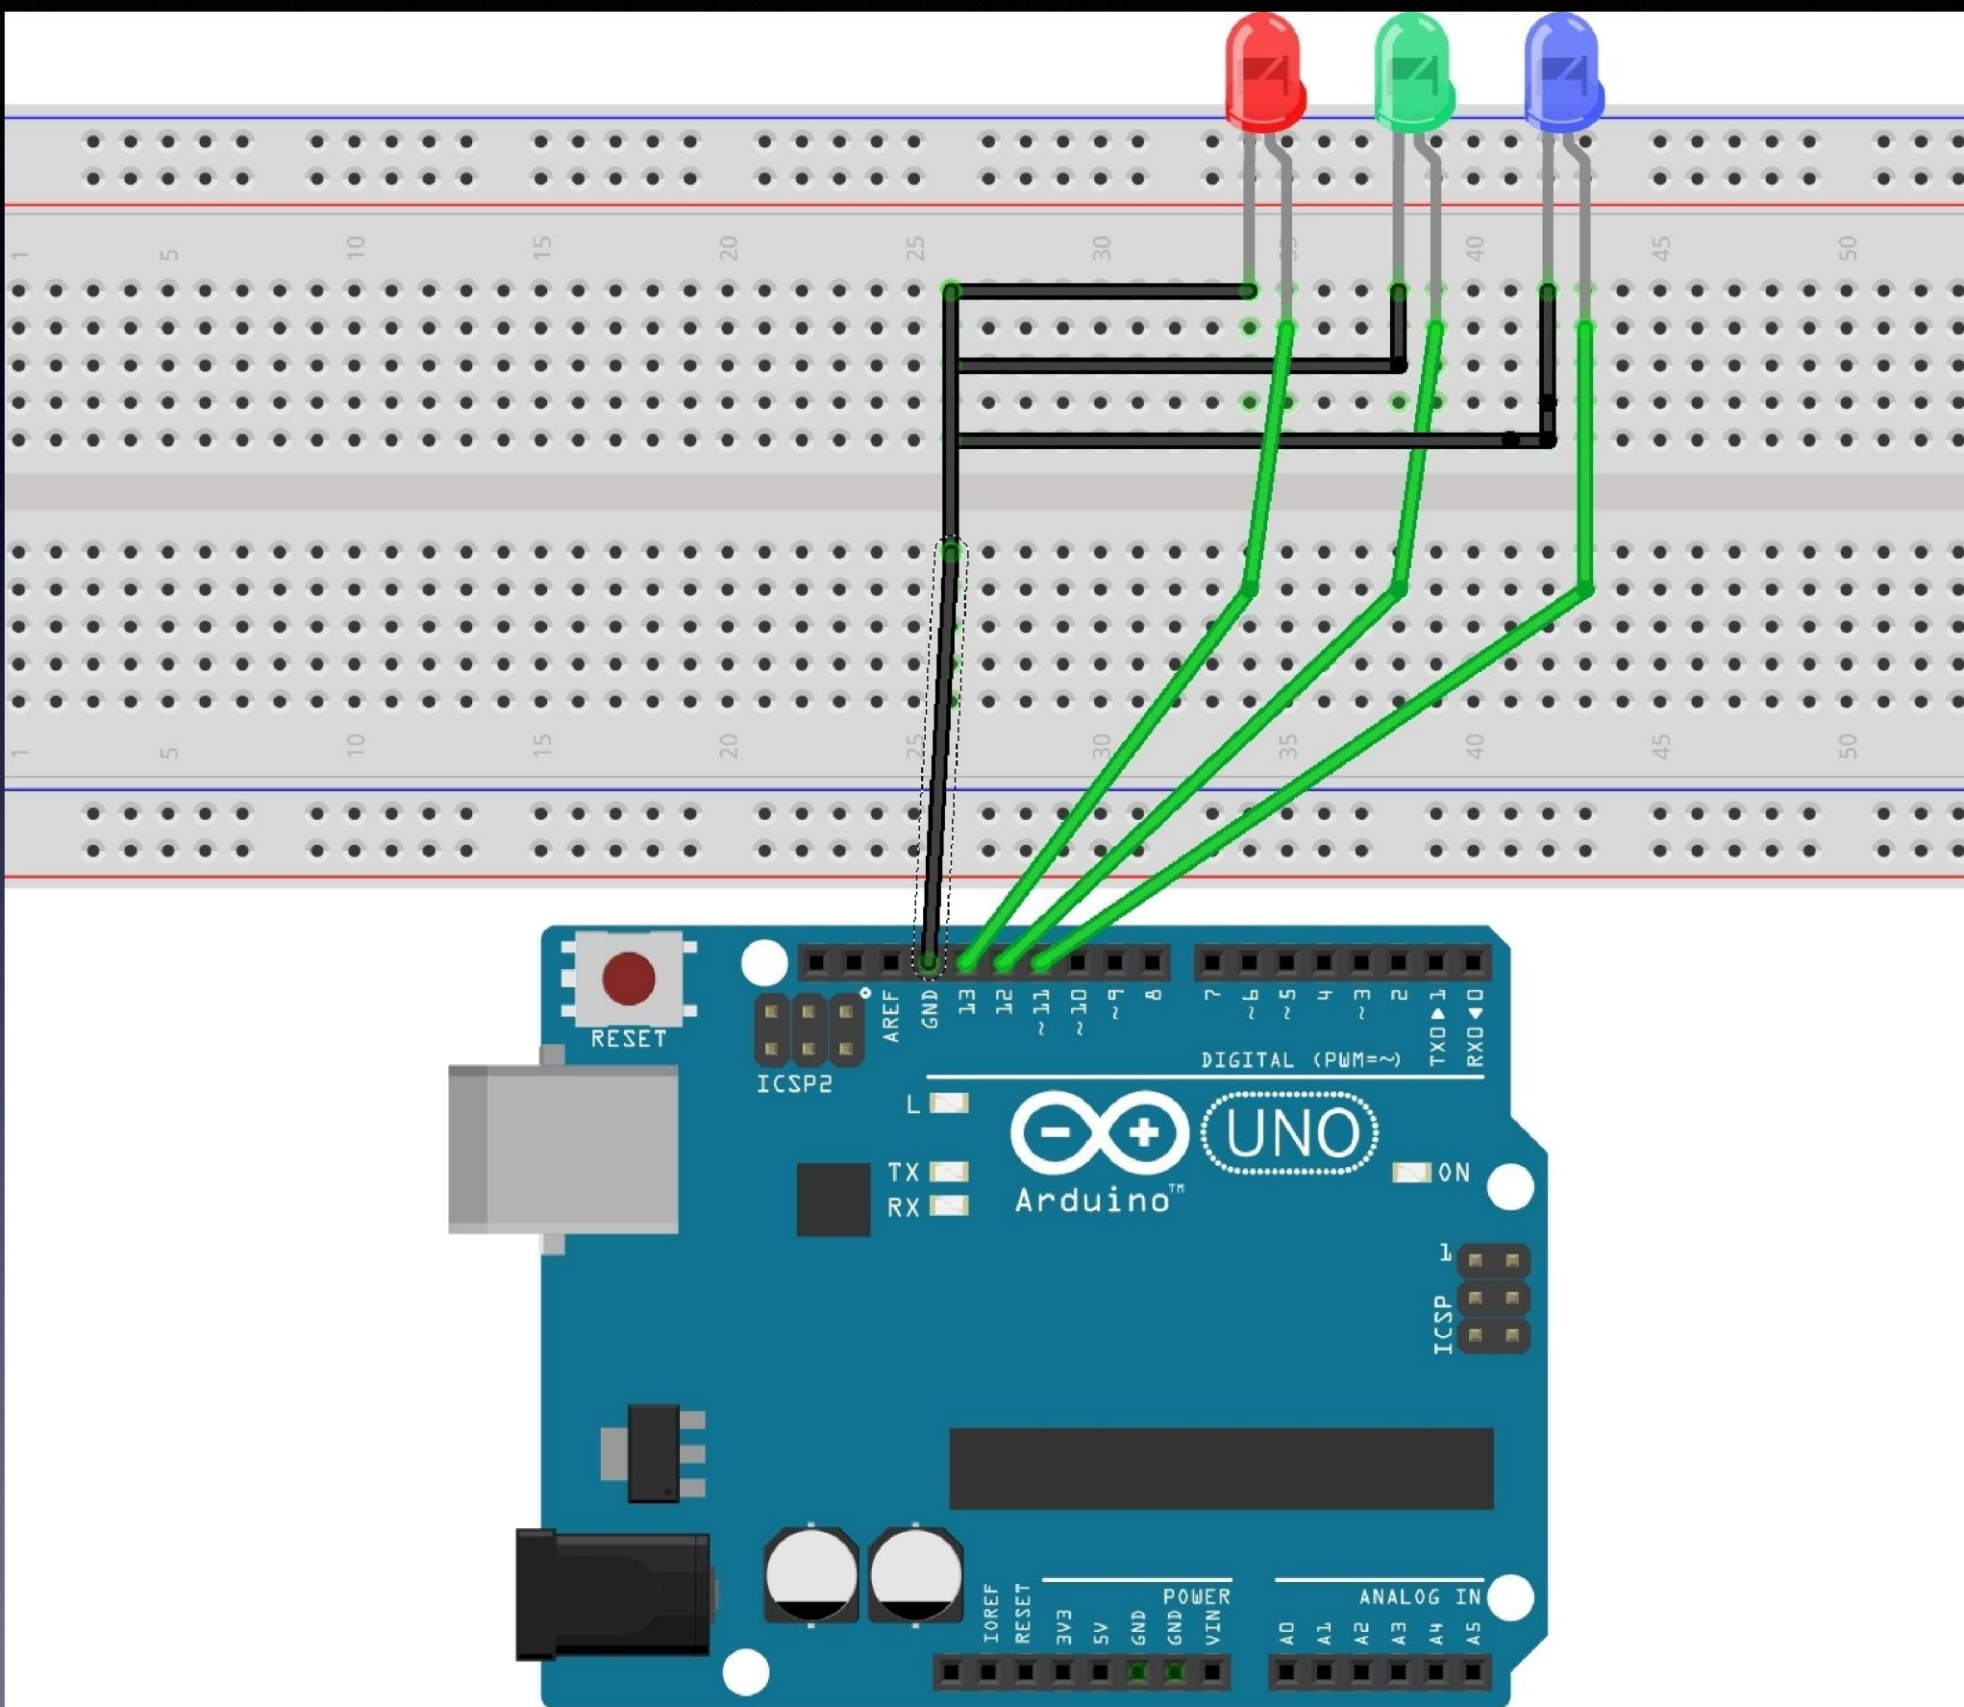 1 5 10 15 20 25 30 35 40 45 50
1 5 10 15 20 25 30 35 40 45 50
RESET
AREF GND 13 12 ~11 ~10 ~9 8 7 ~6 ~5 4 ~3 2 TX0▶1 RX0◀0
DIGITAL (PWM=~)
ICSP2
L
TX
RX
UNO
Arduino™
ON
1
ICSP
POWER
ANALOG IN
IOREF RESET 3V3 5V GND GND VIN A0 A1 A2 A3 A4 A5